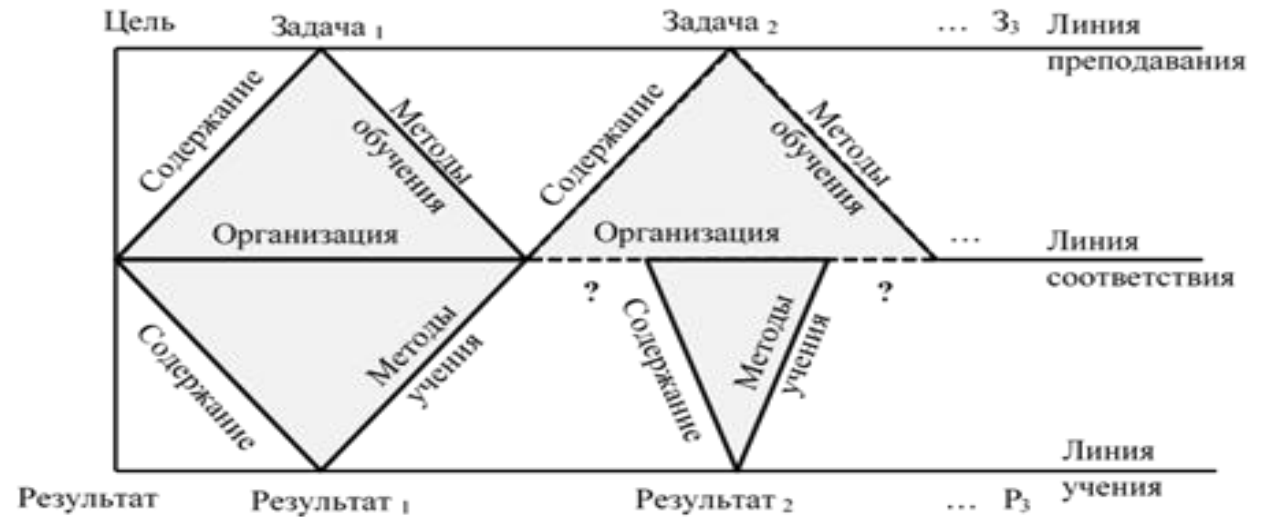 Цель
Задача 1
Задача 2
... З3
Линия
преподавания
Содержание
Методы
обучения
Содержание
Методы
обучения
Организация
Организация
...
Линия
соответствия
?
?
Содержание
Методы
учения
Содержание
Методы
учения
Линия
учения
Результат
Результат 1
Результат 2
... Р3